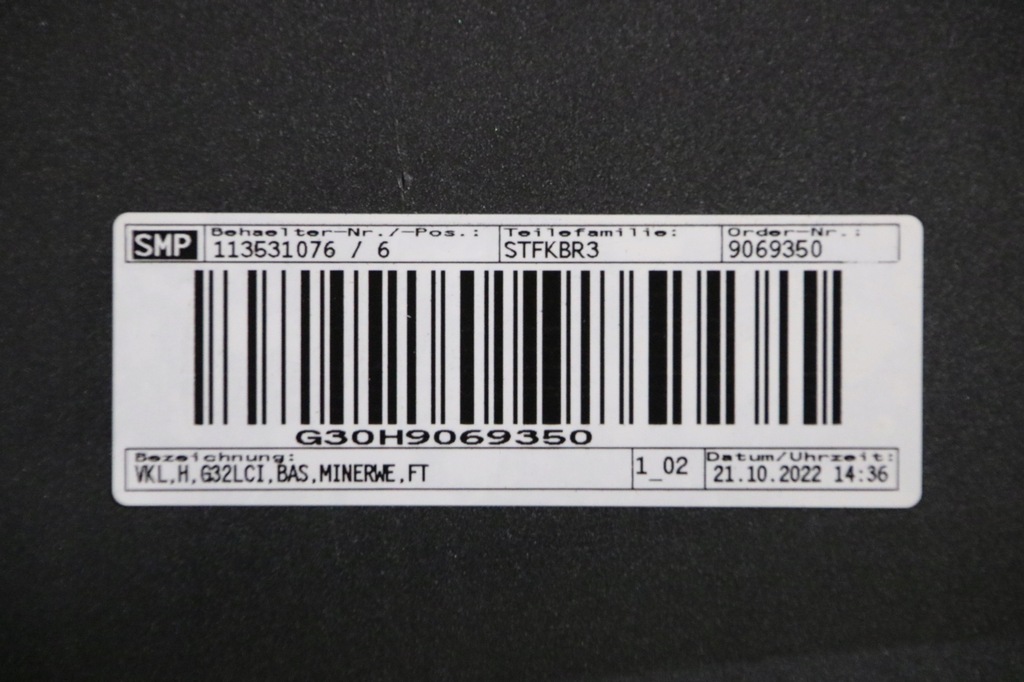 SMP
Behaelter-Nr./-Pos.: Teilefamilie: Order-Nr.:
113531076 / 6 STFKBR3 9069350
G30H9069350
Bezeichnung: Datum/Uhrzeit:
VKL,H,G32LCI,BAS,MINERWE,FT 1_02 21.10.2022 14:36